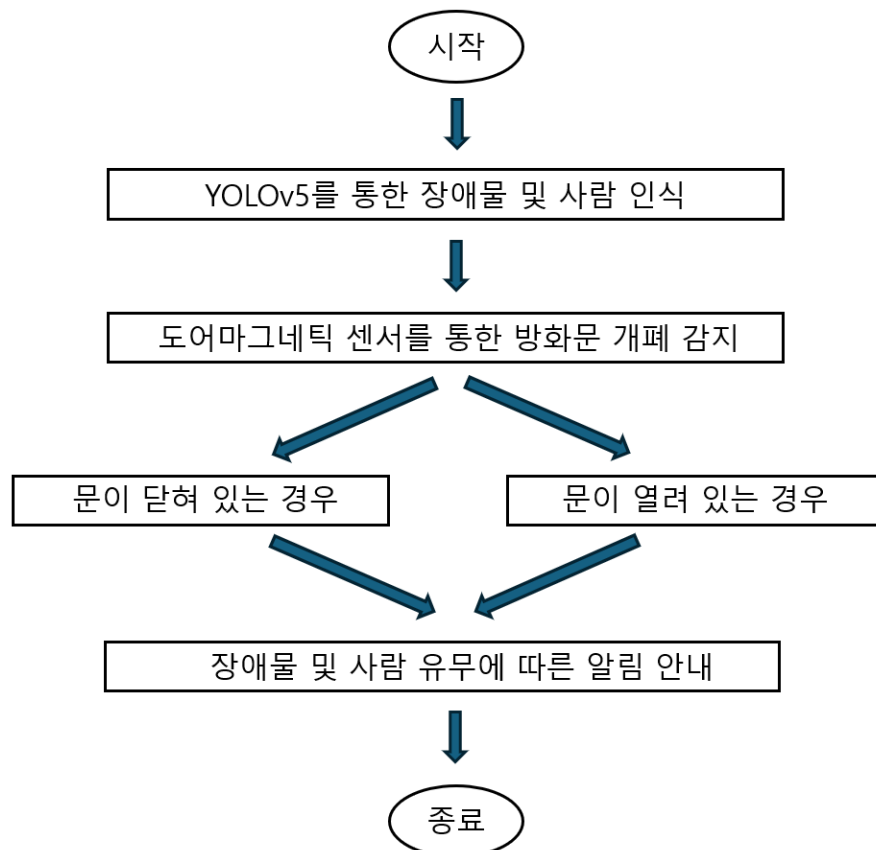 시작
YOLOv5를 통한 장애물 및 사람 인식
도어마그네틱 센서를 통한 방화문 개폐 감지
문이 닫혀 있는 경우
문이 열려 있는 경우
장애물 및 사람 유무에 따른 알림 안내
종료